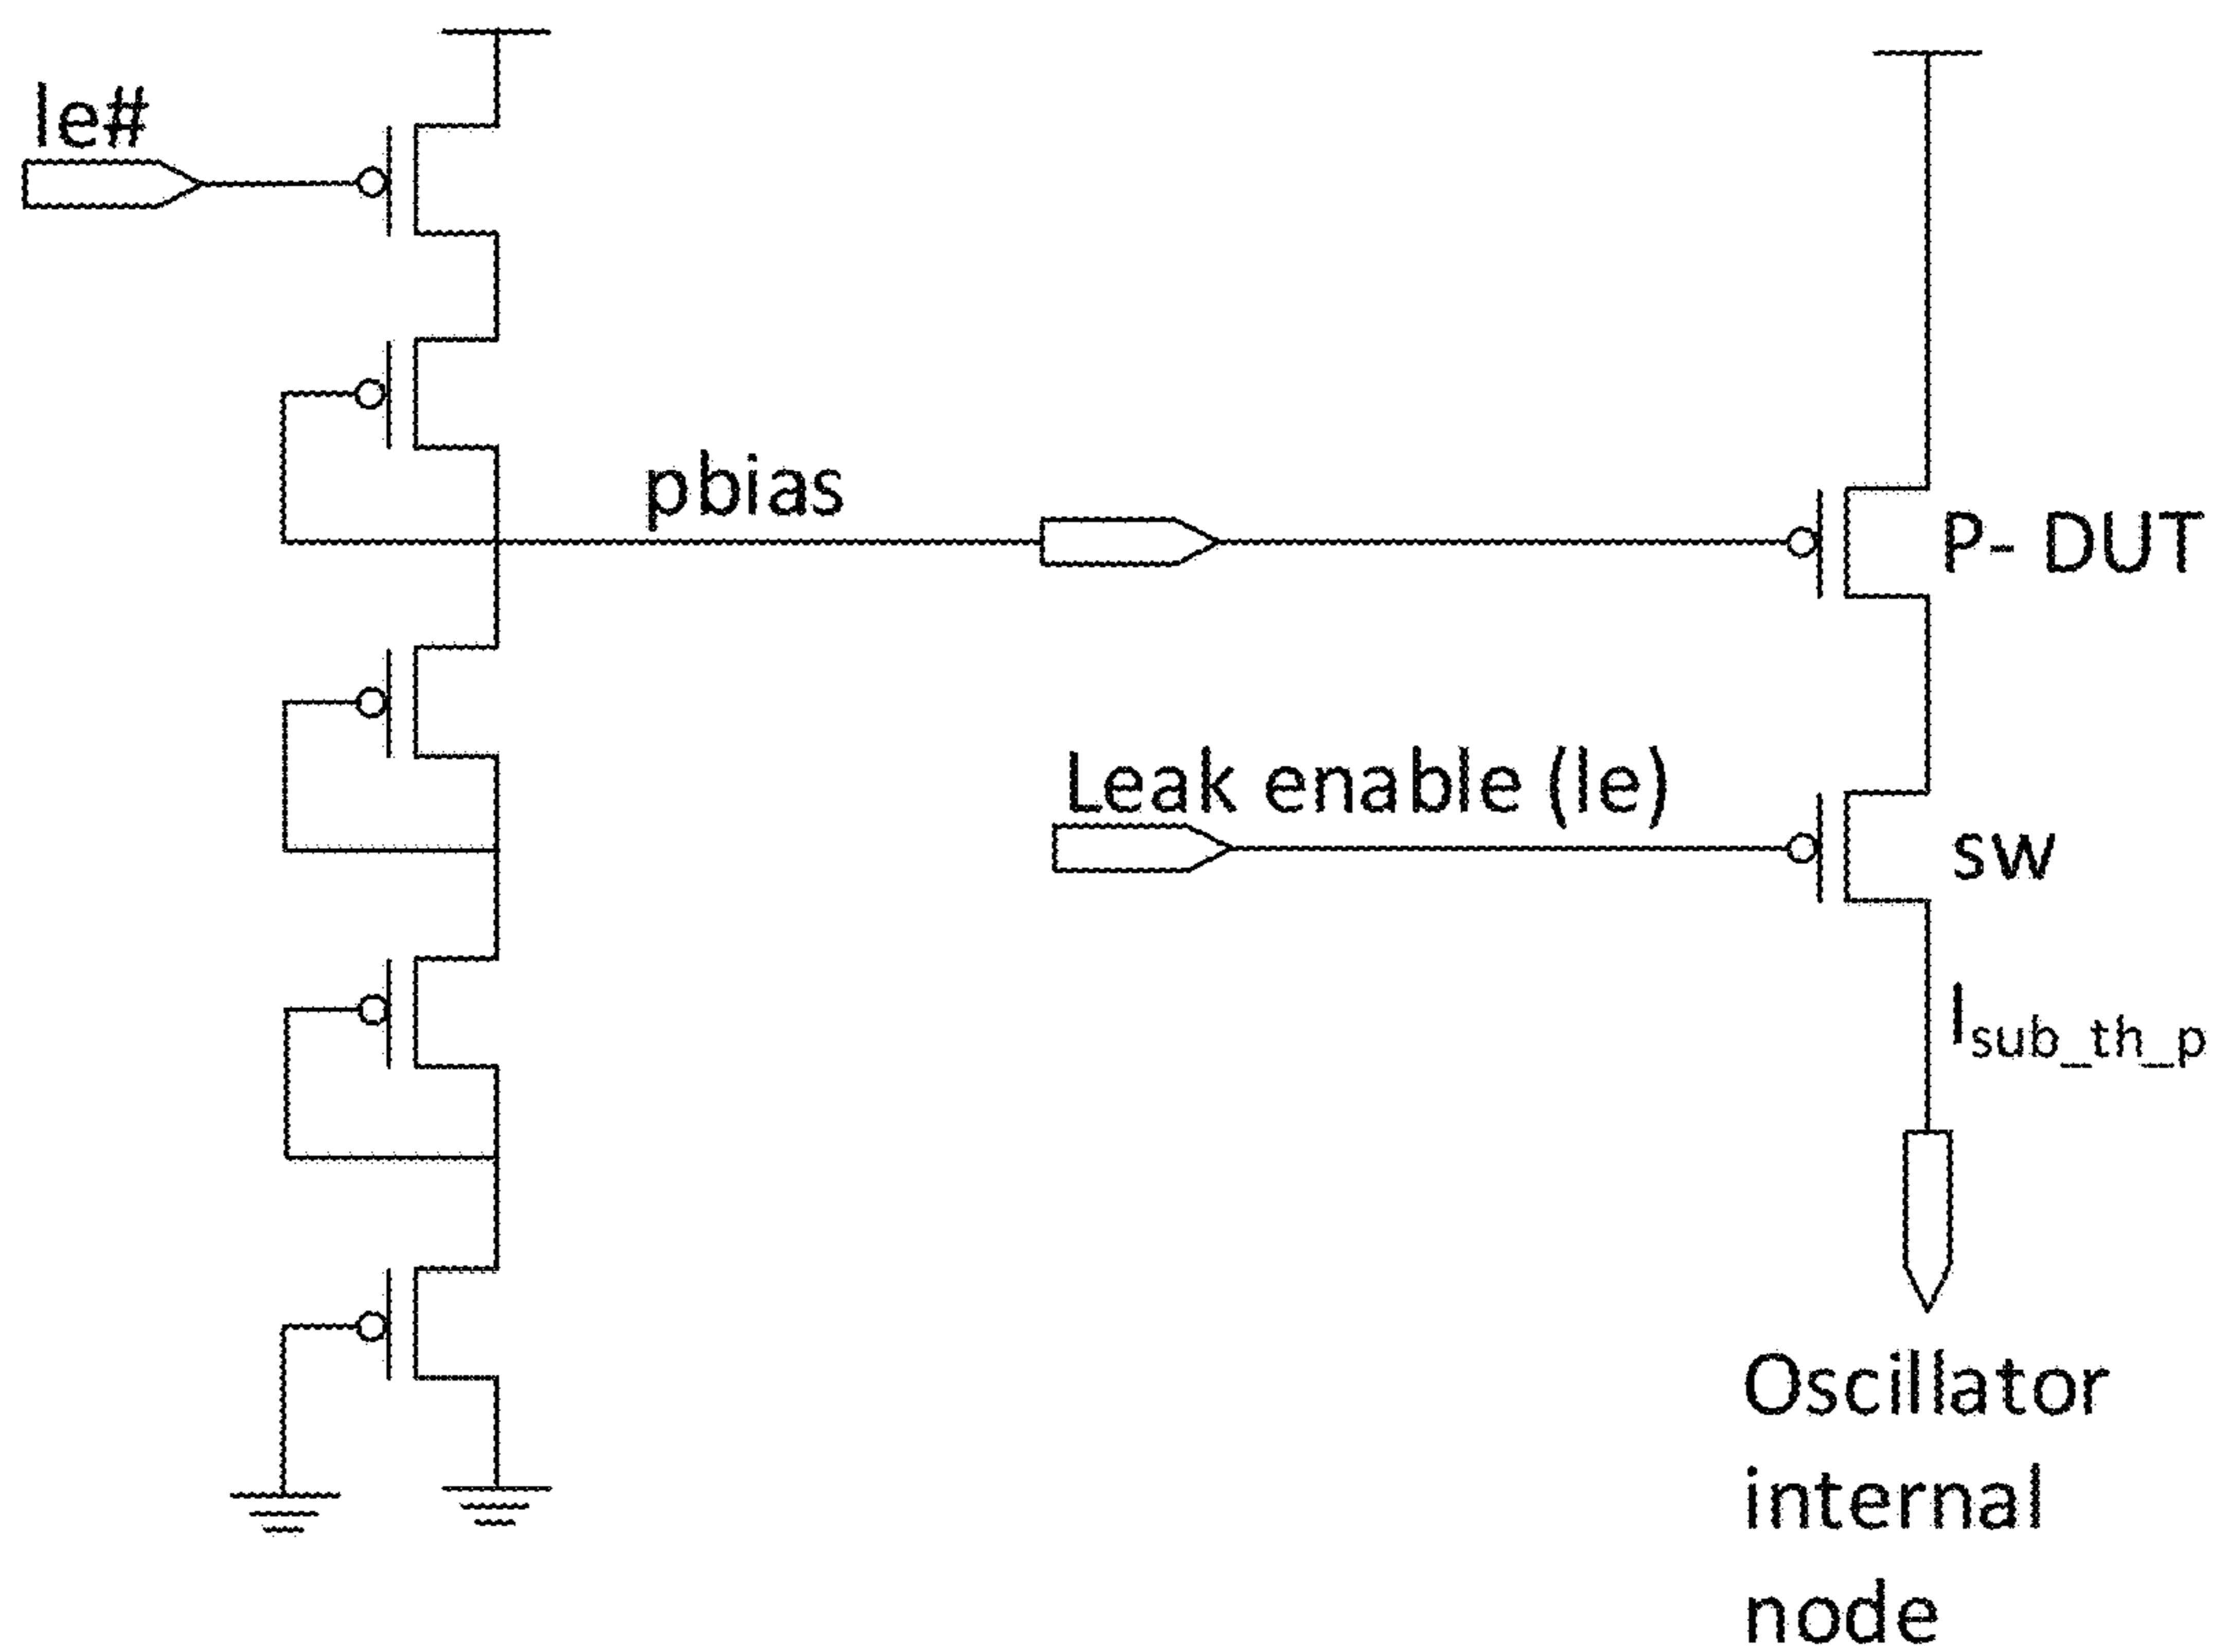 le#
pbias
P- DUT
Leak enable (le)
sw
Isub_th_p
Oscillator
internal
node